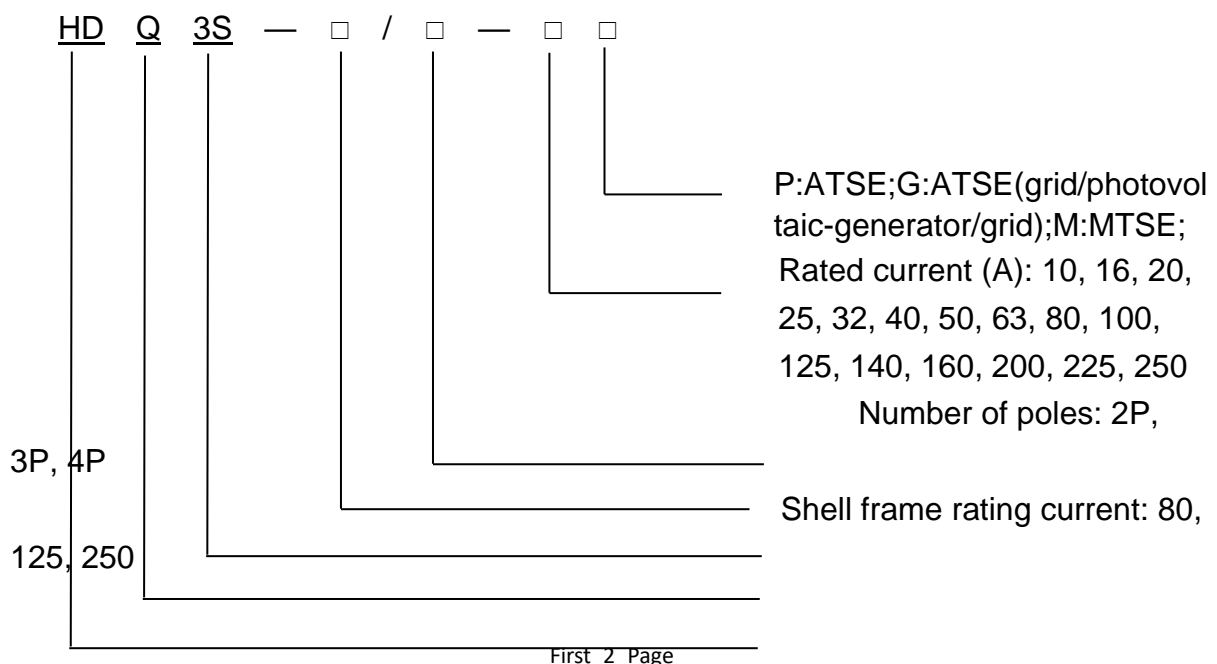 HD Q 3S — □ / □ — □ □
P:ATSE;G:ATSE(grid/photovol
taic-generator/grid);M:MTSE;
Rated current (A): 10, 16, 20,
25, 32, 40, 50, 63, 80, 100,
125, 140, 160, 200, 225, 250
Number of poles: 2P,
3P, 4P
Shell frame rating current: 80,
125, 250
First 2 Page